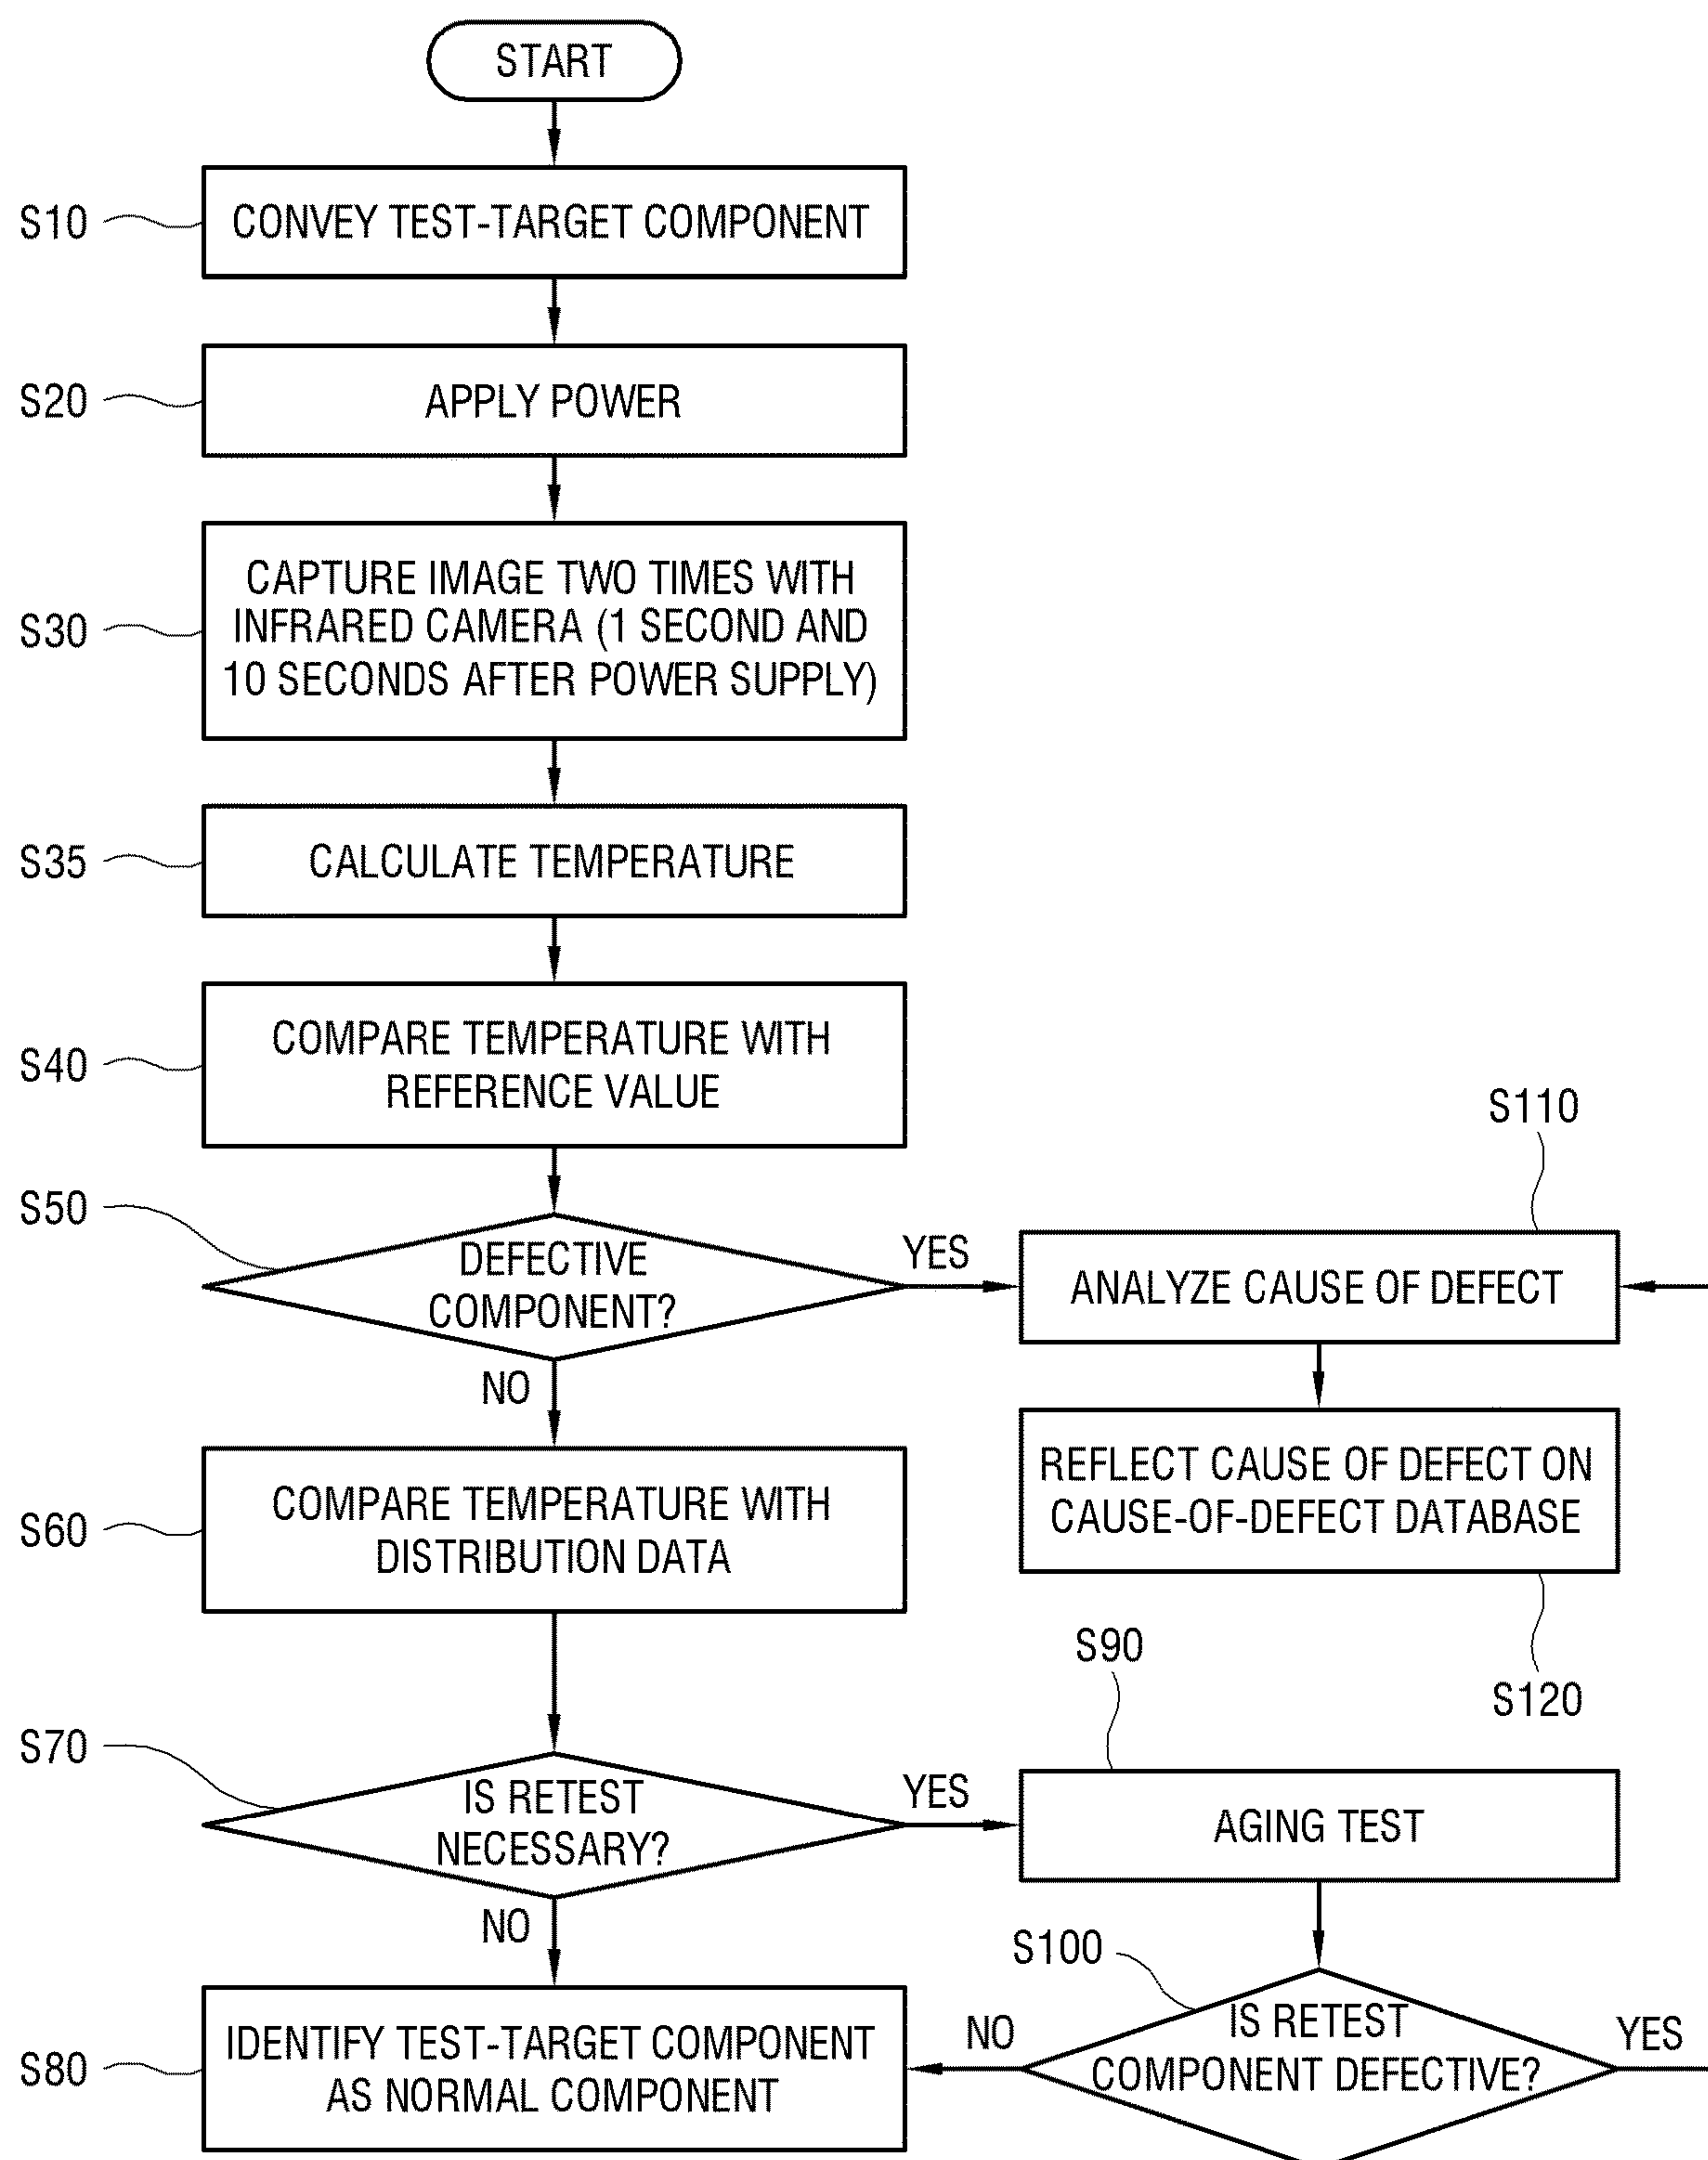 START
S10
CONVEY TEST-TARGET COMPONENT
S20
APPLY POWER
S30
CAPTURE IMAGE TWO TIMES WITH
INFRARED CAMERA (1 SECOND AND
10 SECONDS AFTER POWER SUPPLY)
S35
CALCULATE TEMPERATURE
S40
COMPARE TEMPERATURE WITH
REFERENCE VALUE
S50
DEFECTIVE
COMPONENT?
YES
NO
S110
ANALYZE CAUSE OF DEFECT
REFLECT CAUSE OF DEFECT ON
CAUSE-OF-DEFECT DATABASE
S120
S60
COMPARE TEMPERATURE WITH
DISTRIBUTION DATA
S70
IS RETEST
NECESSARY?
YES
NO
S90
AGING TEST
S100
IS RETEST
COMPONENT DEFECTIVE?
NO
YES
S80
IDENTIFY TEST-TARGET COMPONENT
AS NORMAL COMPONENT